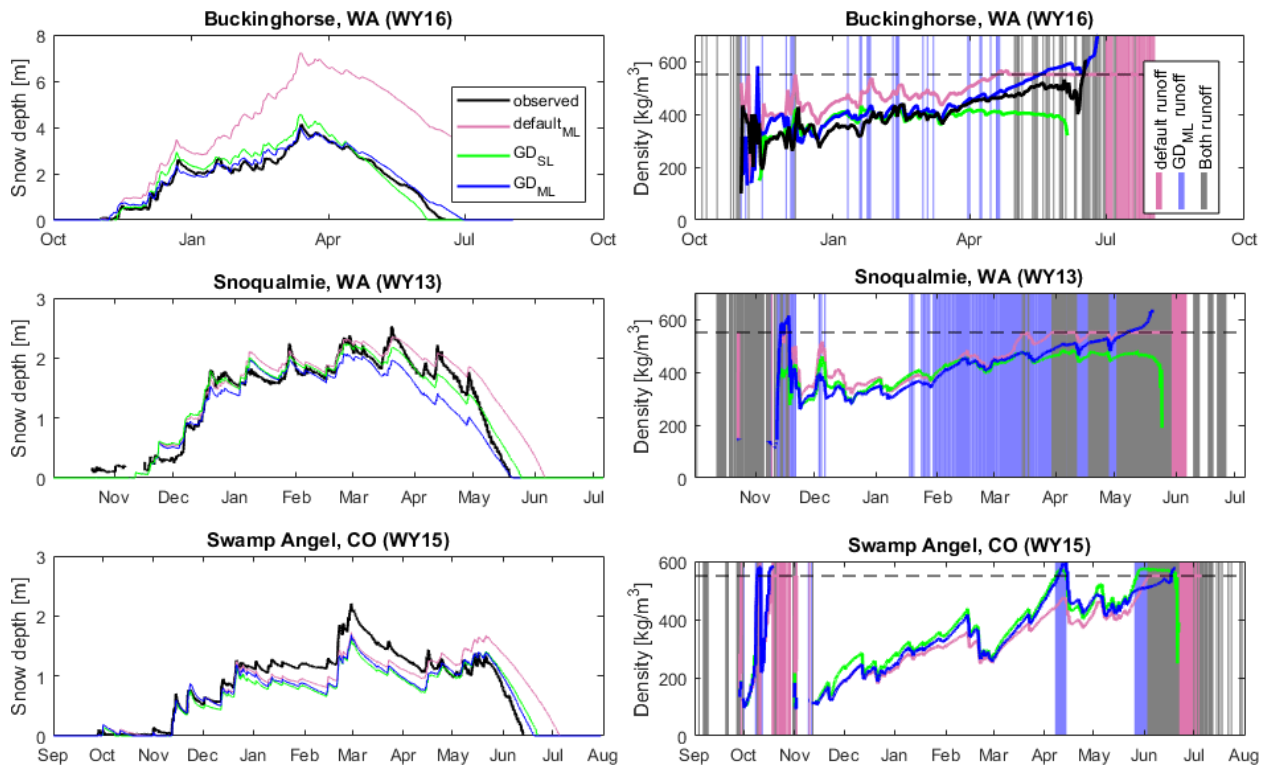 Buckinghorse, WA (WY16)
Snow depth [m]
8
6
4
2
0
Oct Jan Apr Jul Oct
observed
default_ML
GD_SL
GD_ML
Buckinghorse, WA (WY16)
Density [kg/m³]
600
400
200
0
Oct Jan Apr Jul Oct
default runoff
GD_ML runoff
Both runoff
Snoqualmie, WA (WY13)
Snow depth [m]
3
2
1
0
Nov Dec Jan Feb Mar Apr May Jun Jul
Snoqualmie, WA (WY13)
Density [kg/m³]
600
400
200
0
Nov Dec Jan Feb Mar Apr May Jun Jul
Swamp Angel, CO (WY15)
Snow depth [m]
3
2
1
0
Sep Oct Nov Dec Jan Feb Mar Apr May Jun Jul Aug
Swamp Angel, CO (WY15)
Density [kg/m³]
600
400
200
0
Sep Oct Nov Dec Jan Feb Mar Apr May Jun Jul Aug